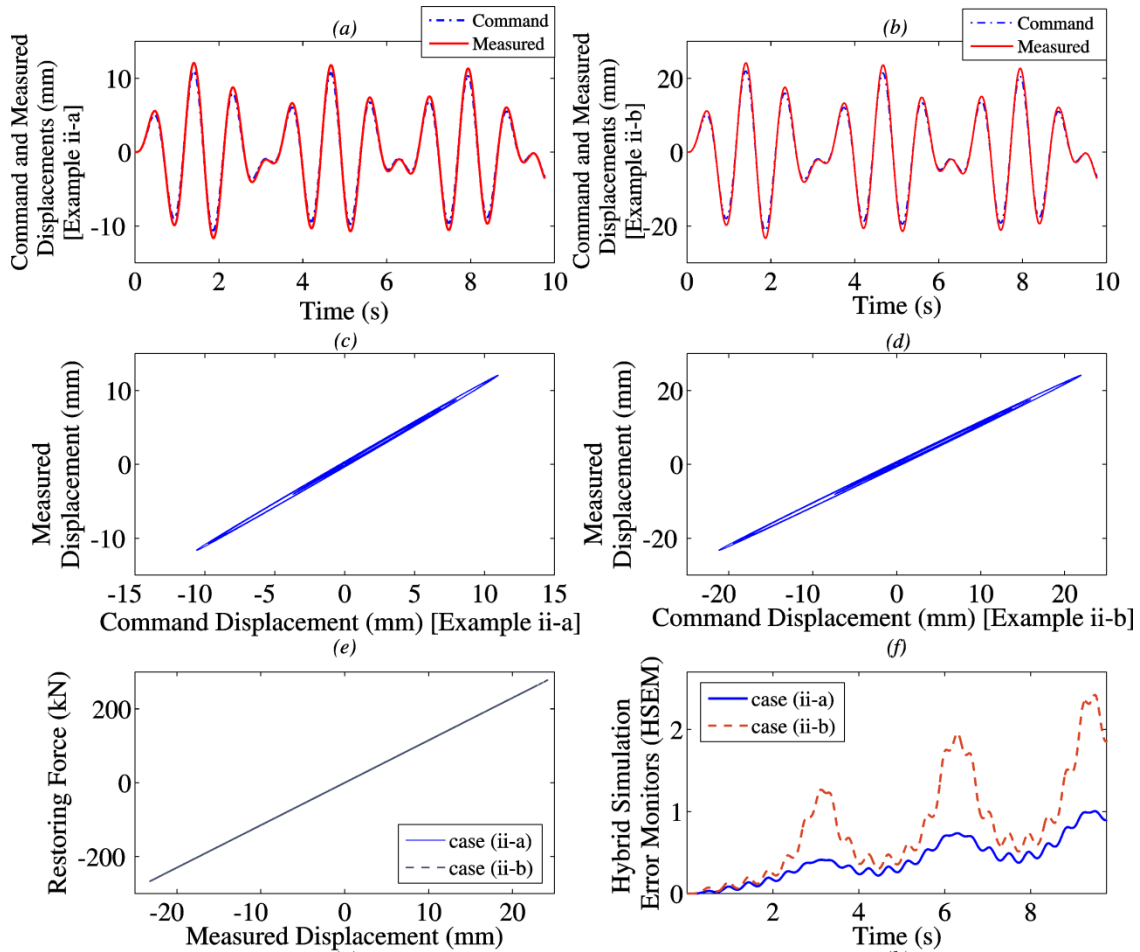 (a)
Command
Measured
Command and Measured
Displacements (mm)
[Example ii-a]
10
0
-10
0
2
4
6
8
10
Time (s)
(b)
Command
Measured
Command and Measured
Displacements (mm)
[Example ii-b]
20
0
-20
0
2
4
6
8
10
Time (s)
(c)
Measured
Displacement (mm)
10
0
-10
-15
-10
-5
0
5
10
15
Command Displacement (mm) [Example ii-a]
(d)
Measured
Displacement (mm)
20
0
-20
-20
-10
0
10
20
Command Displacement (mm) [Example ii-b]
(e)
Restoring Force (kN)
200
0
-200
case (ii-a)
case (ii-b)
-20
-10
0
10
20
Measured Displacement (mm)
(f)
case (ii-a)
case (ii-b)
Hybrid Simulation
Error Monitors (HSEM)
2
1
0
2
4
6
8
Time (s)